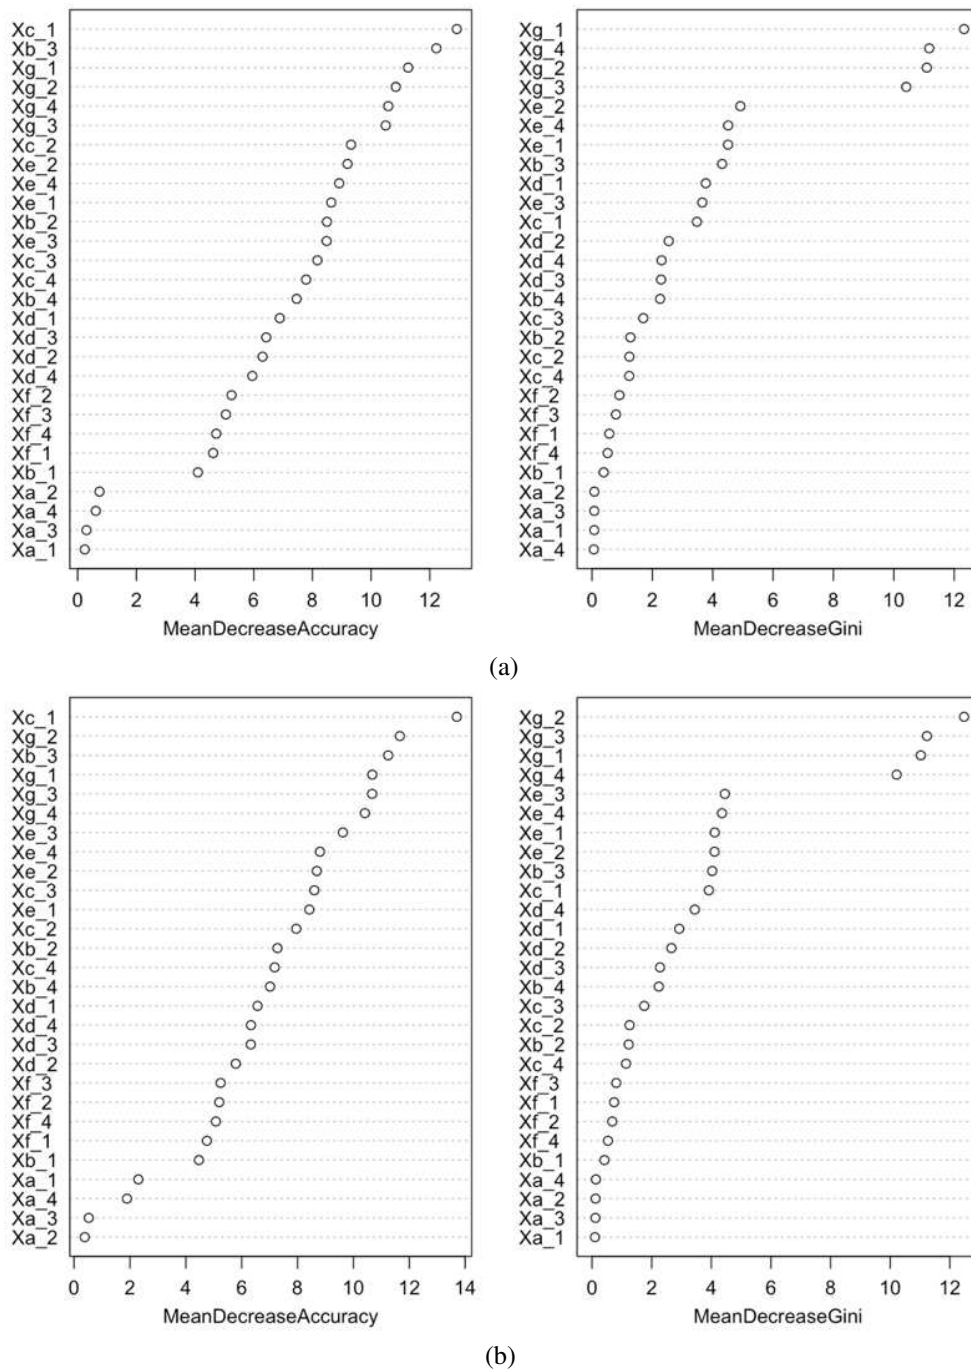 Xc_1
Xb_3
Xg_1
Xg_2
Xg_4
Xg_3
Xc_2
Xe_2
Xe_4
Xe_1
Xb_2
Xe_3
Xc_3
Xc_4
Xb_4
Xd_1
Xd_3
Xd_2
Xd_4
Xf_2
Xf_3
Xf_4
Xf_1
Xb_1
Xa_2
Xa_4
Xa_3
Xa_1
0 2 4 6 8 10 12
MeanDecreaseAccuracy
Xg_1
Xg_4
Xg_2
Xg_3
Xe_2
Xe_4
Xe_1
Xb_3
Xd_1
Xe_3
Xc_1
Xd_2
Xd_4
Xd_3
Xb_4
Xc_3
Xb_2
Xc_2
Xc_4
Xf_2
Xf_3
Xf_1
Xf_4
Xb_1
Xa_2
Xa_3
Xa_1
Xa_4
0 2 4 6 8 10 12
MeanDecreaseGini
(a)
Xc_1
Xg_2
Xb_3
Xg_1
Xg_3
Xg_4
Xe_3
Xe_4
Xe_2
Xc_3
Xe_1
Xc_2
Xb_2
Xc_4
Xb_4
Xd_1
Xd_4
Xd_3
Xd_2
Xf_3
Xf_2
Xf_4
Xf_1
Xb_1
Xa_1
Xa_4
Xa_3
Xa_2
0 2 4 6 8 10 12 14
MeanDecreaseAccuracy
Xg_2
Xg_3
Xg_1
Xg_4
Xe_3
Xe_4
Xe_1
Xe_2
Xb_3
Xc_1
Xd_4
Xd_1
Xd_2
Xd_3
Xb_4
Xc_3
Xc_2
Xb_2
Xc_4
Xf_3
Xf_1
Xf_2
Xf_4
Xb_1
Xa_4
Xa_2
Xa_3
Xa_1
0 2 4 6 8 10 12
MeanDecreaseGini
(b)